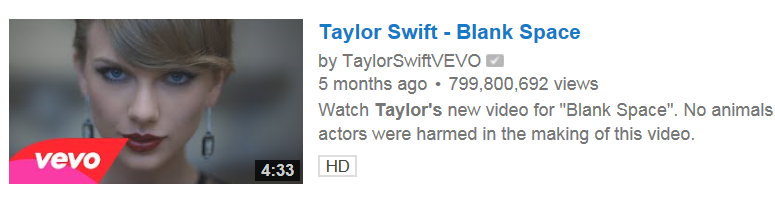 Taylor Swift - Blank Space
by TaylorSwiftVEVO
5 months ago • 799,800,692 views
Watch Taylor's new video for "Blank Space". No animals
actors were harmed in the making of this video.
HD
vevo
4:33